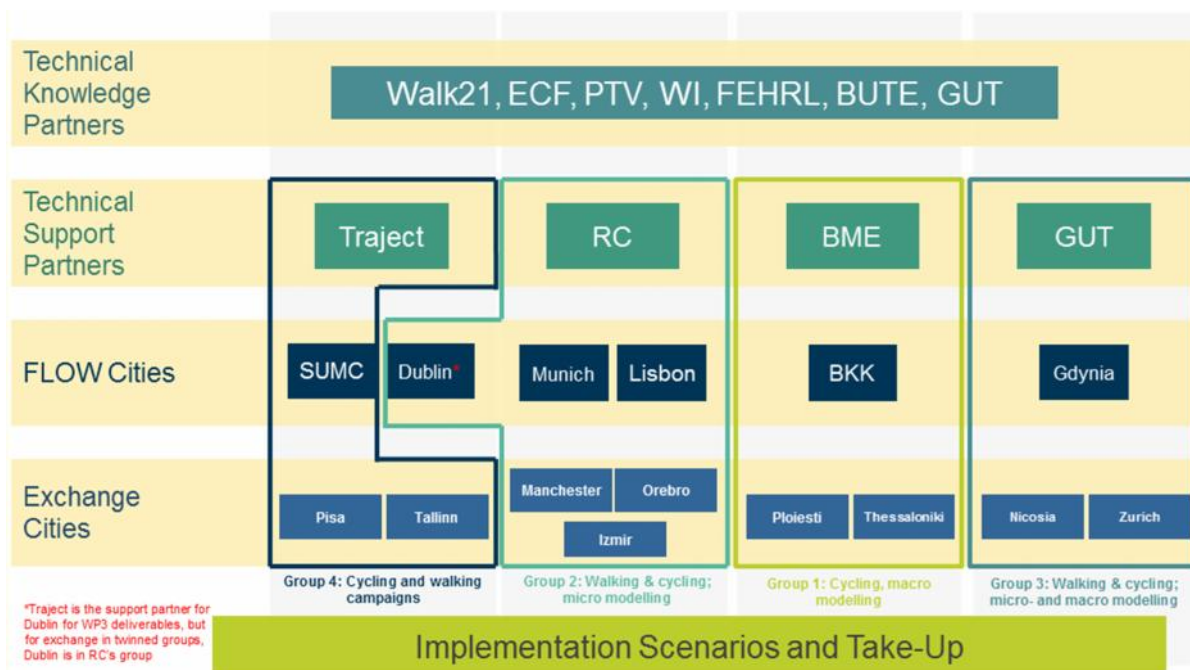 Technical
Knowledge
Partners
Walk21, ECF, PTV, WI, FEHRL, BUTE, GUT
Technical
Support
Partners
Traject
RC
BME
GUT
FLOW Cities
SUMC
Dublin*
Munich
Lisbon
BKK
Gdynia
Exchange
Cities
Pisa
Tallinn
Manchester
Orebro
Izmir
Ploiesti
Thessaloniki
Nicosia
Zurich
Group 4: Cycling and walking
campaigns
Group 2: Walking & cycling;
micro modelling
Group 1: Cycling, macro
modelling
Group 3: Walking & cycling;
micro- and macro modelling
*Traject is the support partner for
Dublin for WP3 deliverables, but
for exchange in twinned groups,
Dublin is in RC's group
Implementation Scenarios and Take-Up